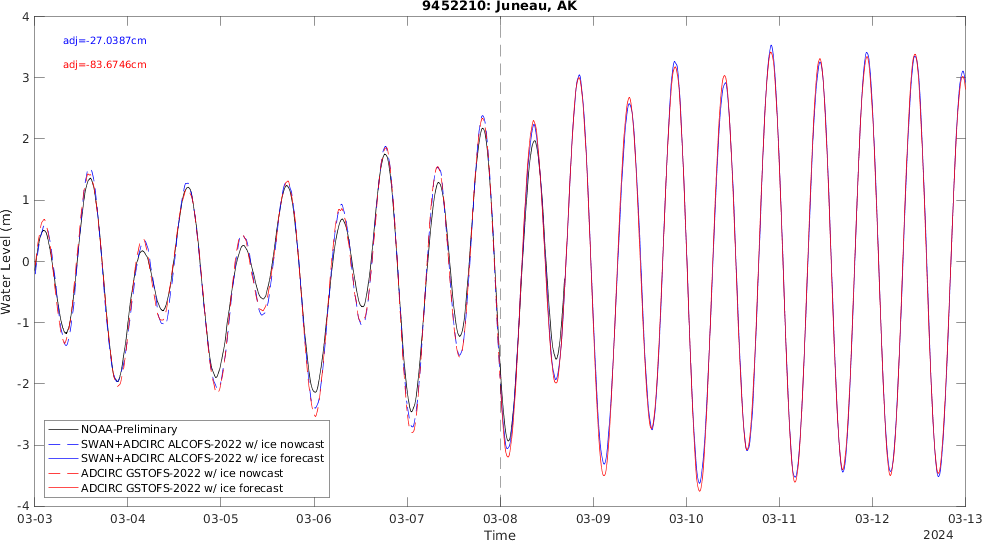 9452210: Juneau, AK
adj=-27.0387cm
adj=-83.6746cm
4
3
2
1
0
-1
-2
-3
-4
Water Level (m)
NOAA-Preliminary
SWAN+ADCIRC ALCOFS-2022 w/ ice nowcast
SWAN+ADCIRC ALCOFS-2022 w/ ice forecast
ADCIRC GSTOFS-2022 w/ ice nowcast
ADCIRC GSTOFS-2022 w/ ice forecast
03-03 03-04 03-05 03-06 03-07 03-08 03-09 03-10 03-11 03-12 03-13
Time
2024